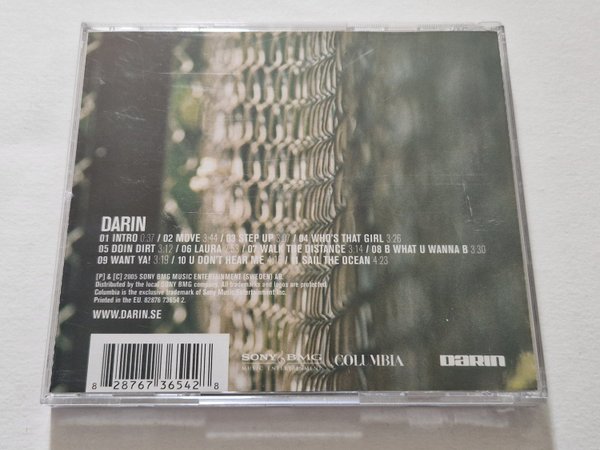 DARIN
01 INTRO 0:37 / 02 MOVE 3:44 / 03 STEP UP 3:07 / 04 WHO'S THAT GIRL 3:26
05 DOIN DIRT 3:12 / 06 LAURA / 07 WALK THE DISTANCE 3:14 / 08 B WHAT U WANNA B 3:30
09 WANT YA! 3:19 / 10 U DON'T HEAR ME / 11 SAIL THE OCEAN 4:23
[P] & [C] 2005 SONY BMG MUSIC ENTERTAINMENT (SWEDEN) AB.
Distributed by the local SONY BMG company. All trademarks and logos are protected.
Columbia is the exclusive trademark of Sony Music Entertainment Inc.
Printed in the EU. 82876 73654 2.
WWW.DARIN.SE
8 28767 36542 8
SONY BMG
MUSIC ENTERTAINMENT
COLUMBIA
DARIN